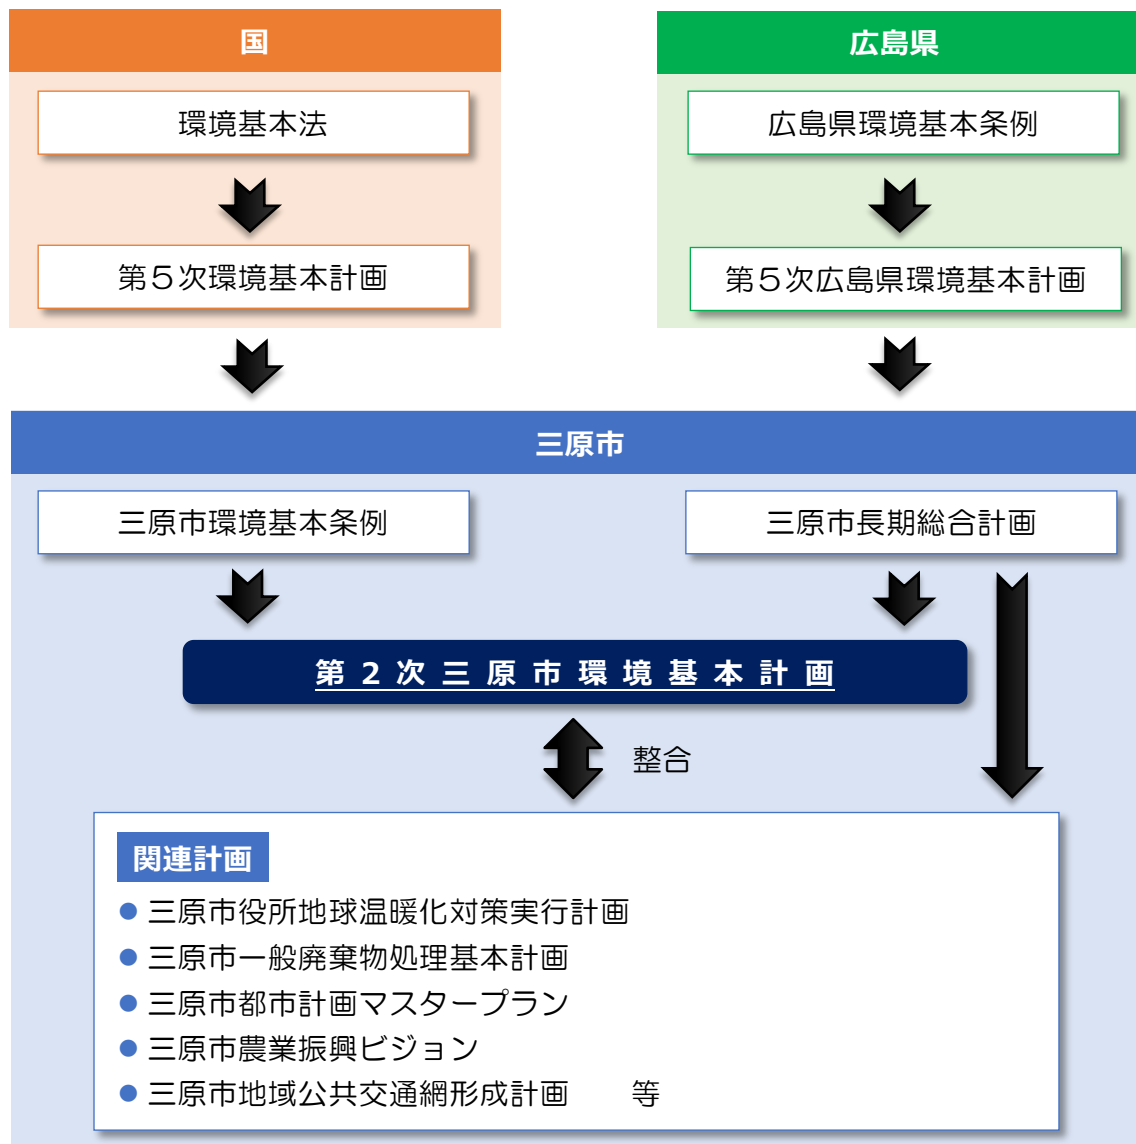 国
環境基本法
第５次環境基本計画
広島県
広島県環境基本条例
第５次広島県環境基本計画
三原市
三原市環境基本条例
三原市長期総合計画
第２次三原市環境基本計画
整合
関連計画
● 三原市役所地球温暖化対策実行計画
● 三原市一般廃棄物処理基本計画
● 三原市都市計画マスタープラン
● 三原市農業振興ビジョン
● 三原市地域公共交通網形成計画　　等